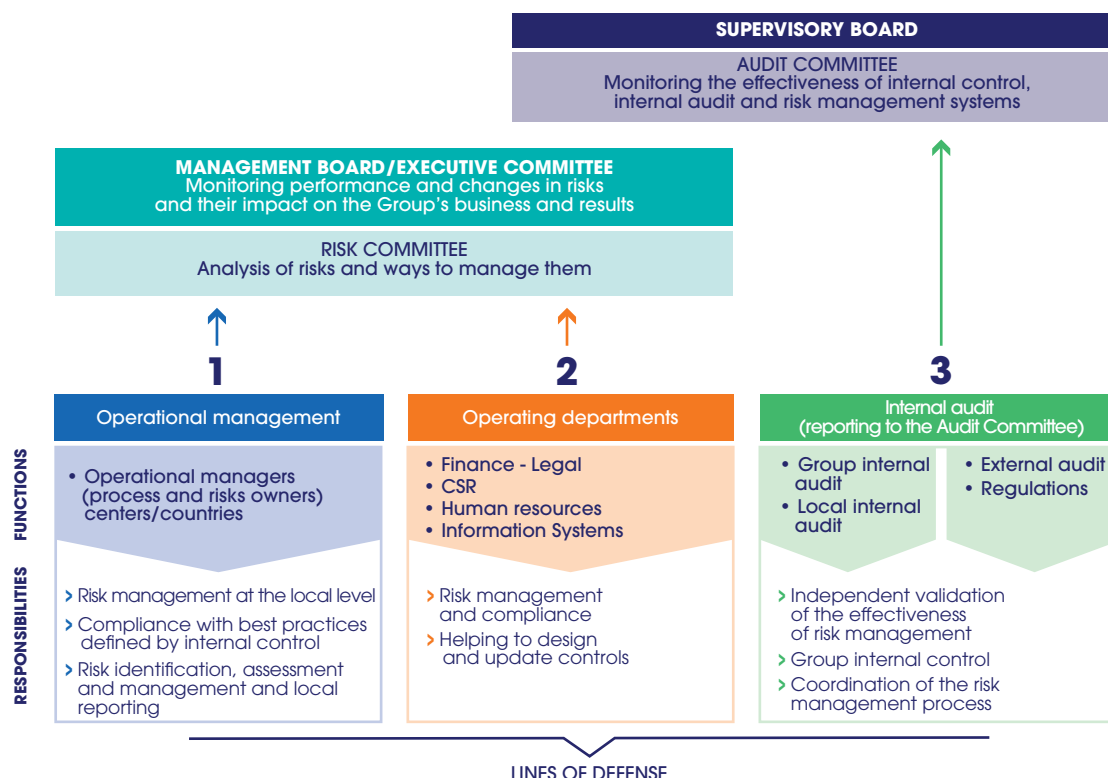 SUPERVISORY BOARD
AUDIT COMMITTEE
Monitoring the effectiveness of internal control,
internal audit and risk management systems
MANAGEMENT BOARD/EXECUTIVE COMMITTEE
Monitoring performance and changes in risks
and their impact on the Group's business and results
RISK COMMITTEE
Analysis of risks and ways to manage them
1
2
3
Operational management
Operating departments
Internal audit
(reporting to the Audit Committee)
FUNCTIONS
• Operational managers
(process and risks owners)
centers/countries
• Finance - Legal
• CSR
• Human resources
• Information Systems
• Group internal
audit
• Local internal
audit
• External audit
• Regulations
RESPONSIBILITIES
› Risk management at the local level
› Compliance with best practices
defined by internal control
› Risk identification, assessment
and management and local
reporting
› Risk management
and compliance
› Helping to design
and update controls
› Independent validation
of the effectiveness
of risk management
› Group internal control
› Coordination of the risk
management process
LINES OF DEFENSE